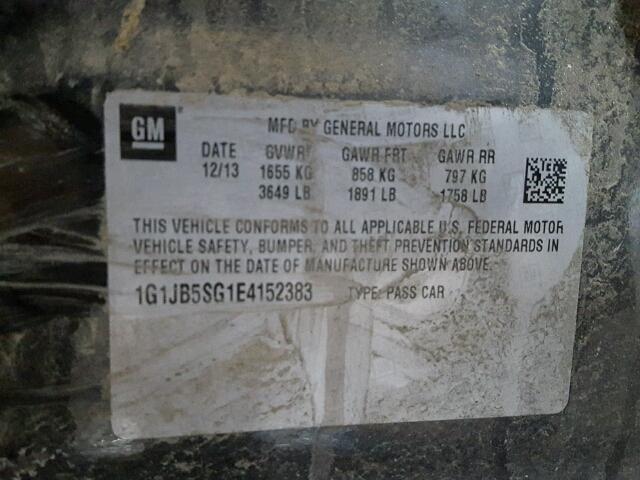 GM
MFD BY GENERAL MOTORS LLC
DATE GVWR GAWR FRT GAWR RR
12/13 1655 KG 858 KG 797 KG
3649 LB 1891 LB 1758 LB
THIS VEHICLE CONFORMS TO ALL APPLICABLE U.S. FEDERAL MOTOR
VEHICLE SAFETY, BUMPER, AND THEFT PREVENTION STANDARDS IN
EFFECT ON THE DATE OF MANUFACTURE SHOWN ABOVE.
1G1JB5SG1E4152383 TYPE: PASS CAR